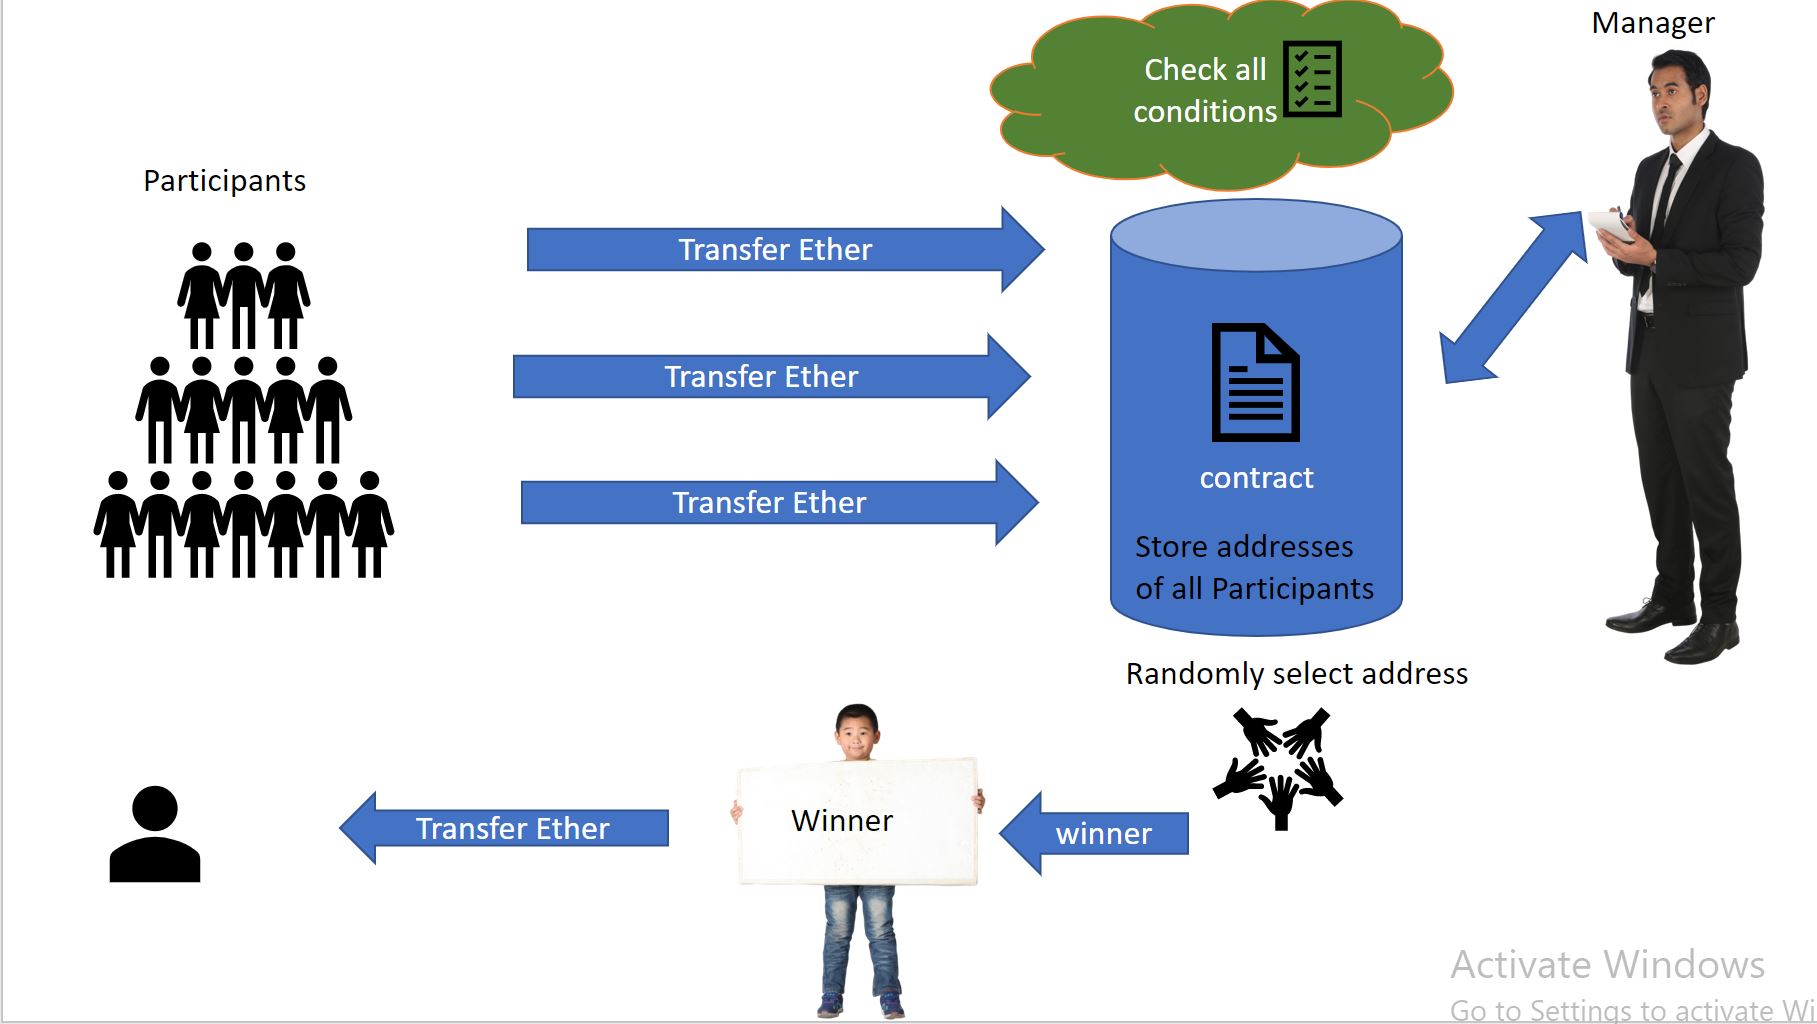 Manager
Check all
conditions
Participants
Transfer Ether
Transfer Ether
Transfer Ether
contract
Store addresses
of all Participants
Randomly select address
Transfer Ether
Winner
winner
Activate Windows
Go to Settings to activate Wi